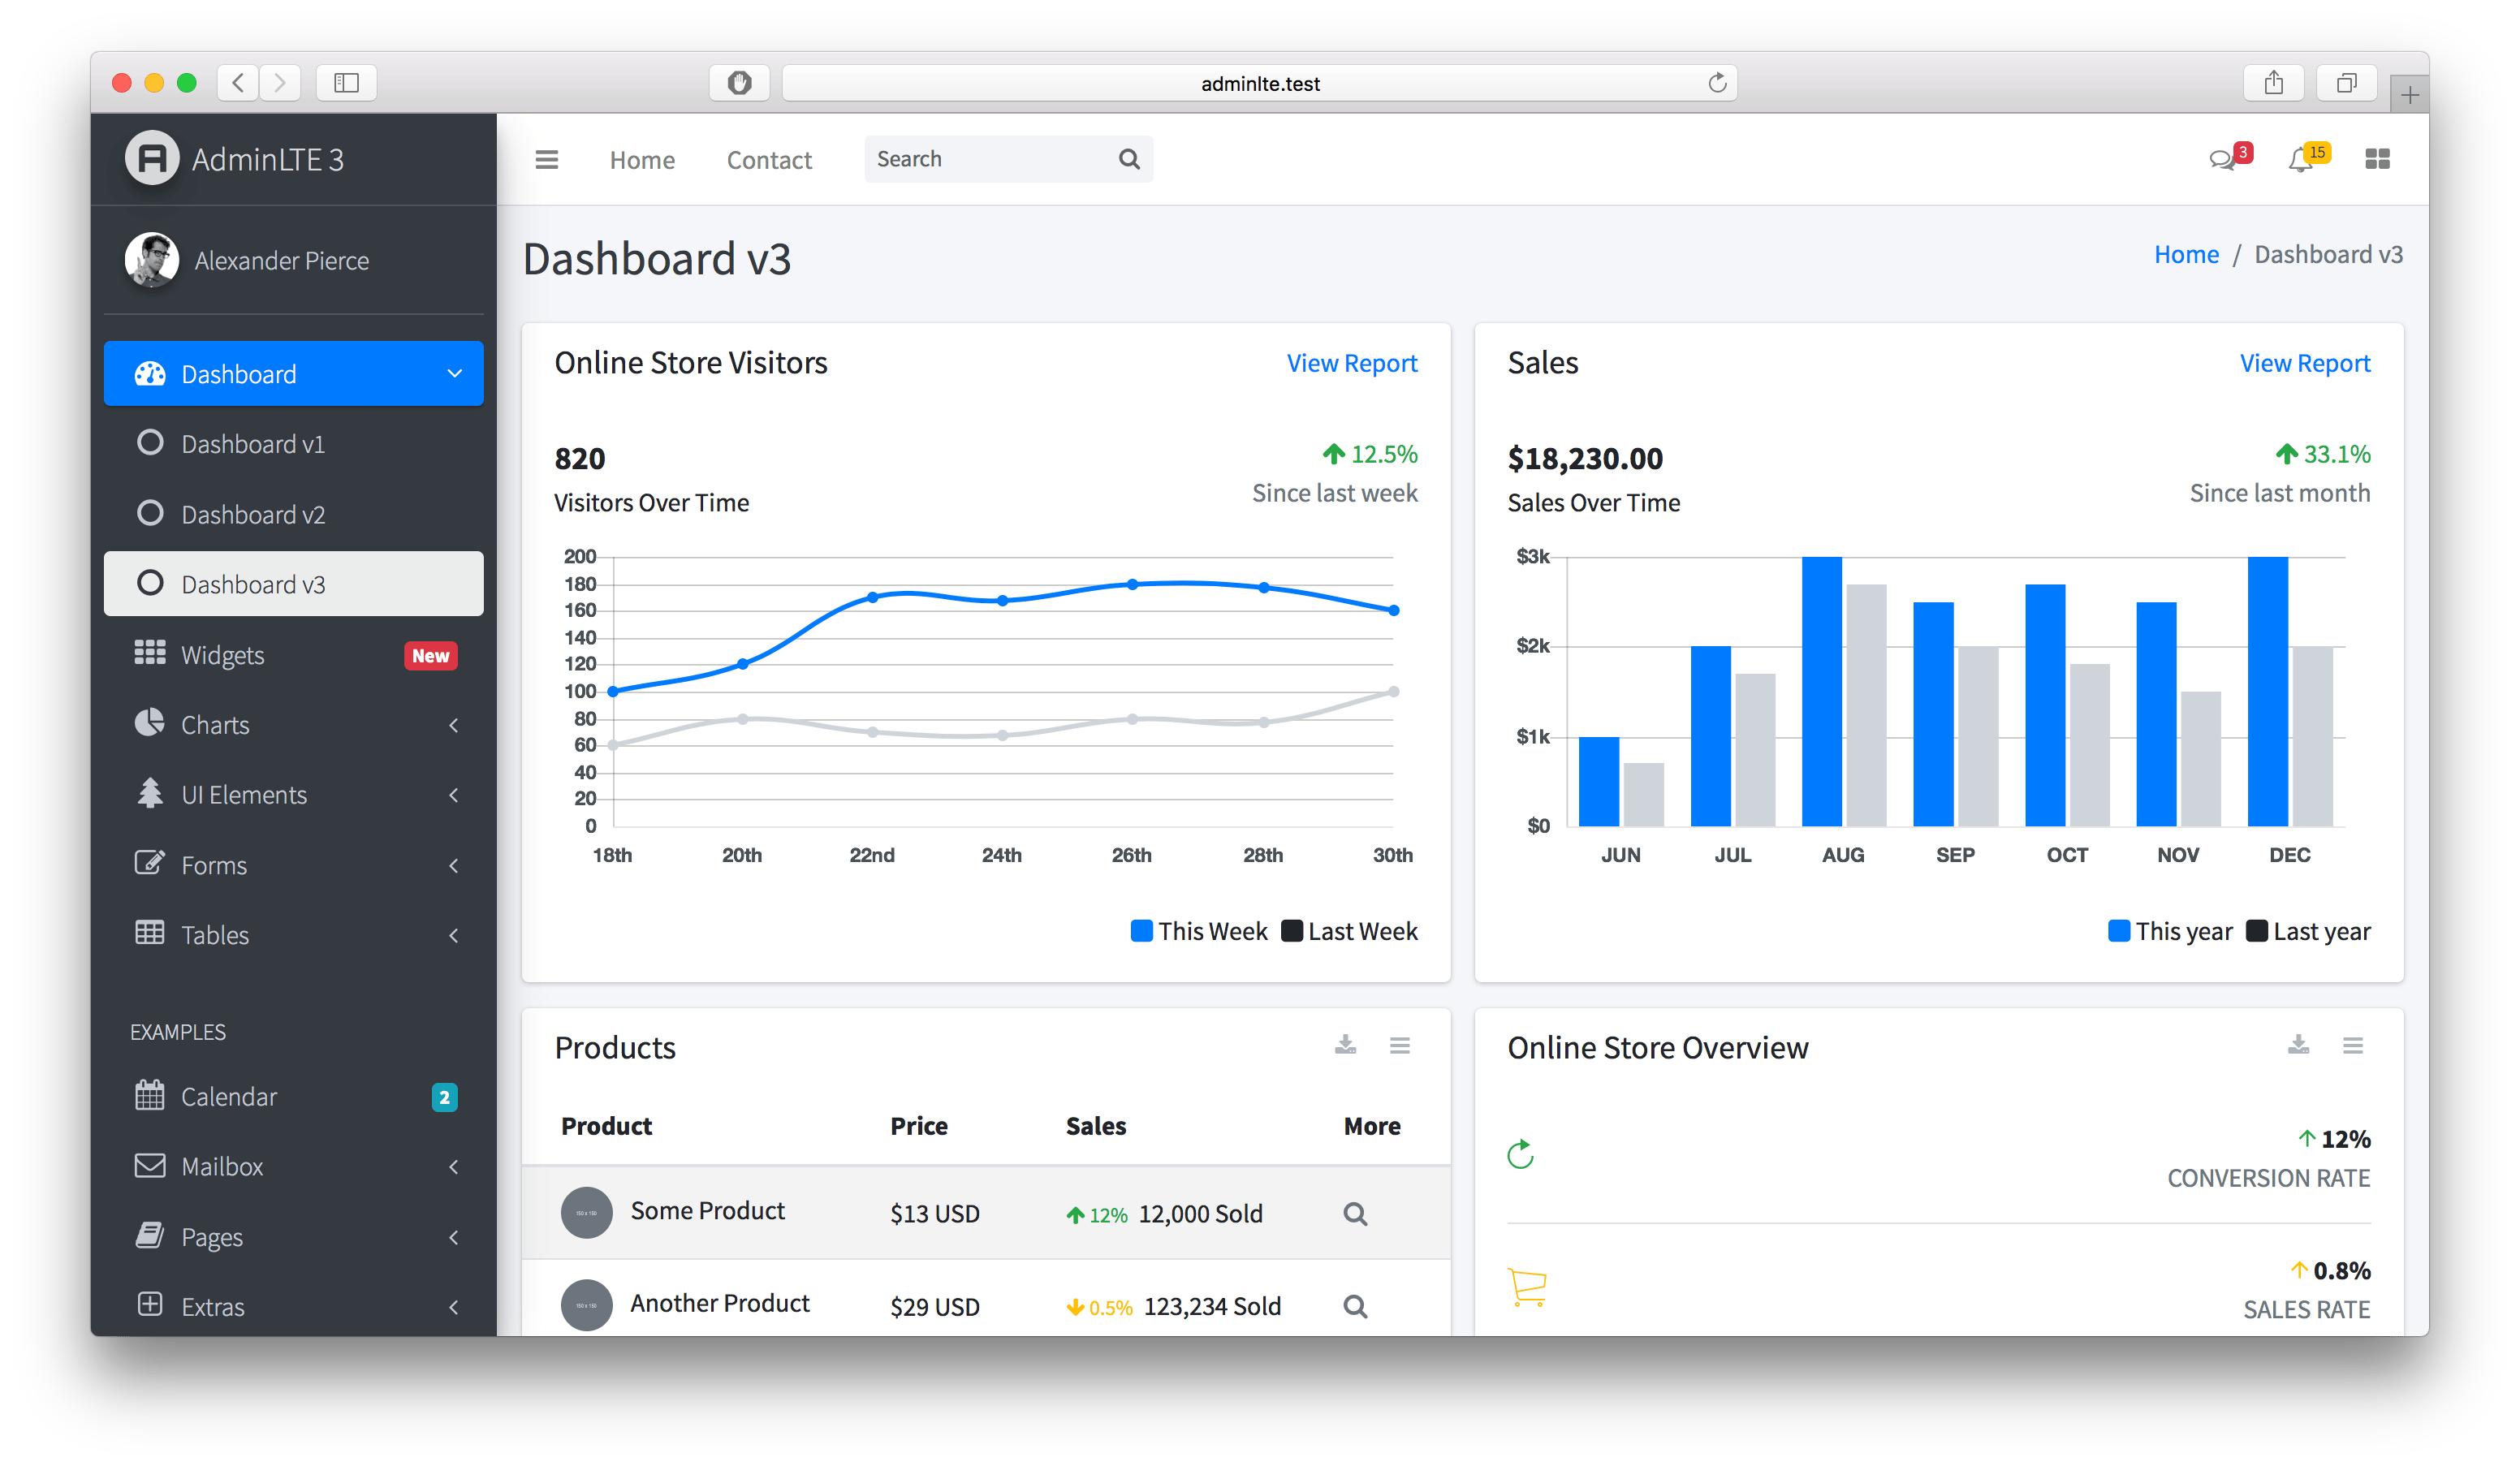 adminlte.test
AdminLTE 3
Home Contact Search 3 15
Alexander Pierce
Dashboard
Dashboard v1
Dashboard v2
Dashboard v3
Widgets New
Charts
UI Elements
Forms
Tables
EXAMPLES
Calendar 2
Mailbox
Pages
Extras
Dashboard v3
Home / Dashboard v3
Online Store Visitors View Report
820 12.5%
Visitors Over Time Since last week
200
180
160
140
120
100
80
60
40
20
0
18th 20th 22nd 24th 26th 28th 30th
This Week Last Week
Sales View Report
$18,230.00 33.1%
Sales Over Time Since last month
$3k
$2k
$1k
$0
JUN JUL AUG SEP OCT NOV DEC
This year Last year
Products
Product Price Sales More
150 x 150 Some Product $13 USD 12% 12,000 Sold
150 x 150 Another Product $29 USD 0.5% 123,234 Sold
Online Store Overview
12%
CONVERSION RATE
0.8%
SALES RATE